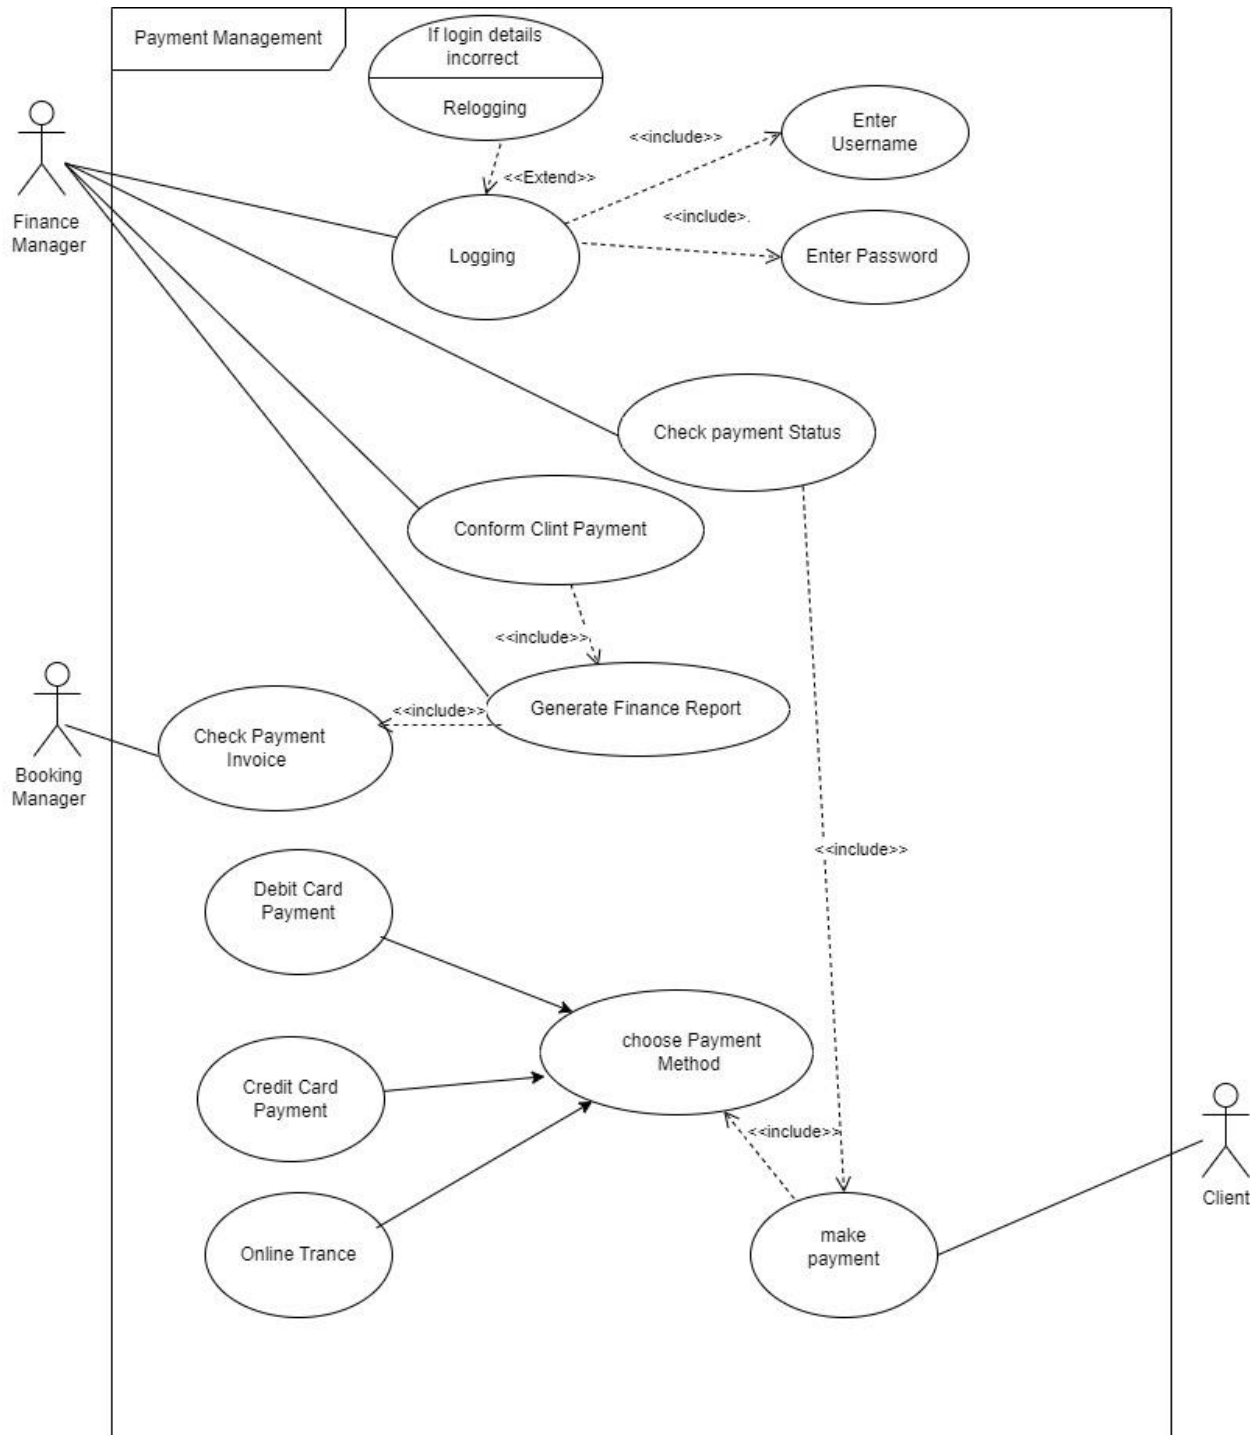 Payment Management
If login details
incorrect
Relogging
<<Extend>>
<<include>>
Enter
Username
<<include>.
Enter Password
Logging
Finance
Manager
Check payment Status
Conform Clint Payment
<<include>>
Generate Finance Report
<<include>>
Check Payment
Invoice
Booking
Manager
<<include>>
Debit Card
Payment
choose Payment
Method
Credit Card
Payment
<<include>>
Client
Online Trance
make
payment